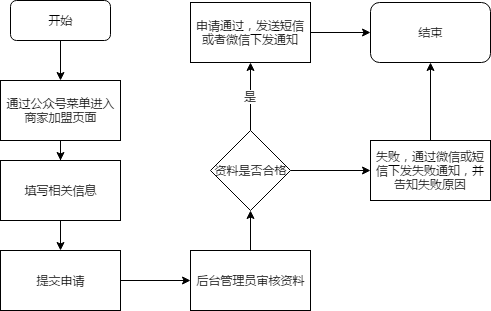 开始
通过公众号菜单进入
商家加盟页面
填写相关信息
提交申请
后台管理员审核资料
资料是否合格
是
申请通过，发送短信
或者微信下发通知
失败，通过微信或短
信下发失败通知，并
告知失败原因
结束